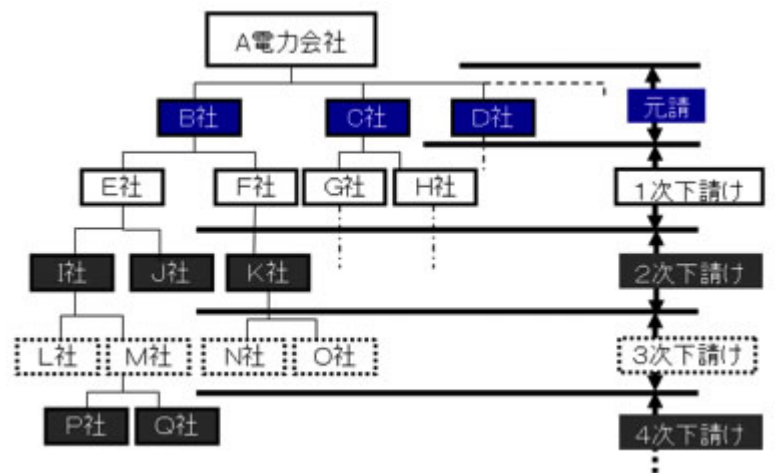 A電力会社
B社
C社
D社
元請
E社
F社
G社
H社
1次下請け
I社
J社
K社
2次下請け
L社
M社
N社
O社
3次下請け
P社
Q社
4次下請け